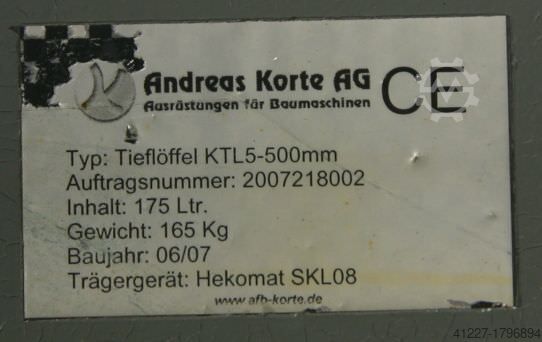 Andreas Korte AG
Ausrüstungen für Baumaschinen
CE
Typ: Tieflöffel KTL5-500mm
Auftragsnummer: 2007218002
Inhalt: 175 Ltr.
Gewicht: 165 Kg
Baujahr: 06/07
Trägergerät: Hekomat SKL08
www.afb-korte.de
41227-1796894